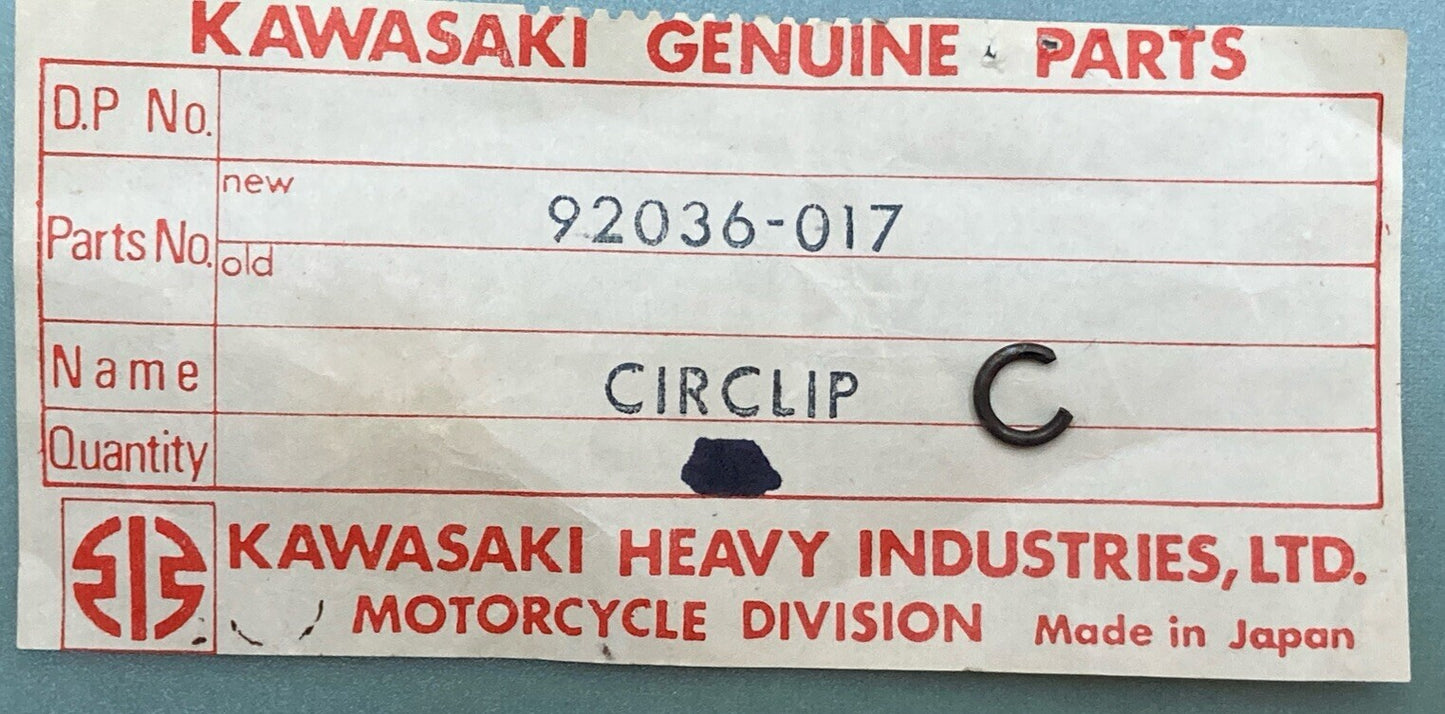 KAWASAKI GENUINE PARTS
D.P No.
Parts No. new 92036-017
old
Name CIRCLIP
Quantity
KAWASAKI HEAVY INDUSTRIES, LTD.
MOTORCYCLE DIVISION Made in Japan